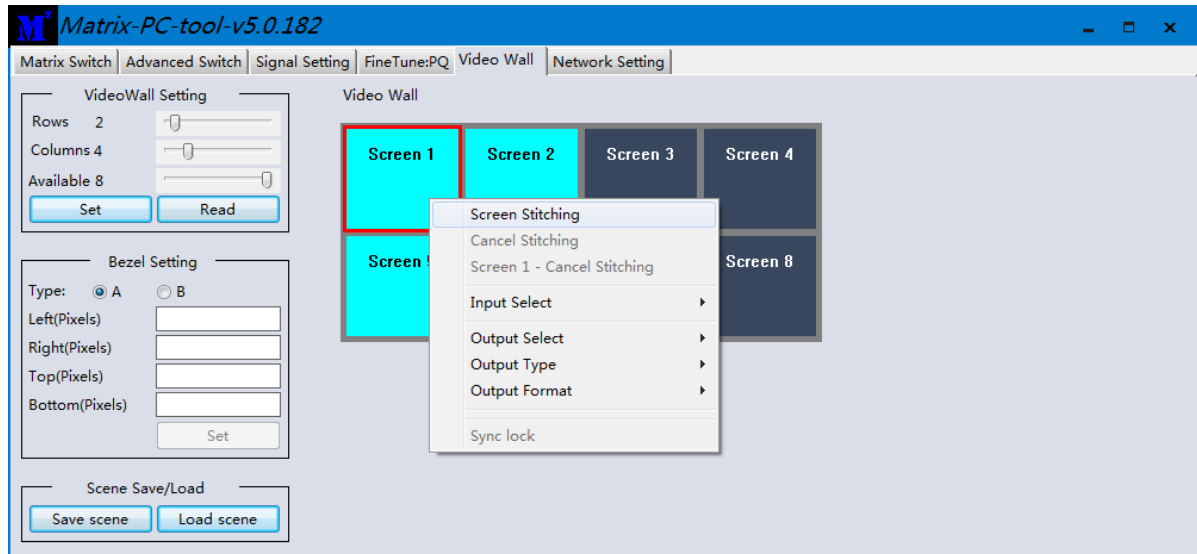 M² Matrix-PC-tool-v5.0.182
Matrix Switch Advanced Switch Signal Setting FineTune:PQ Video Wall Network Setting
VideoWall Setting
Rows 2
Columns 4
Available 8
Set Read
Bezel Setting
Type: A B
Left(Pixels)
Right(Pixels)
Top(Pixels)
Bottom(Pixels)
Set
Scene Save/Load
Save scene Load scene
Video Wall
Screen 1 Screen 2 Screen 3 Screen 4
Screen Screen 8
Screen Stitching
Cancel Stitching
Screen 1 - Cancel Stitching
Input Select
Output Select
Output Type
Output Format
Sync lock